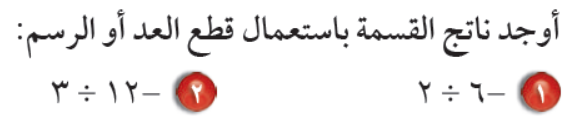 أوجد ناتج القسمة باستعمال قطع العد أو الرسم:
١ −٦ ÷ ٢ ٢ −١٢ ÷ ٣